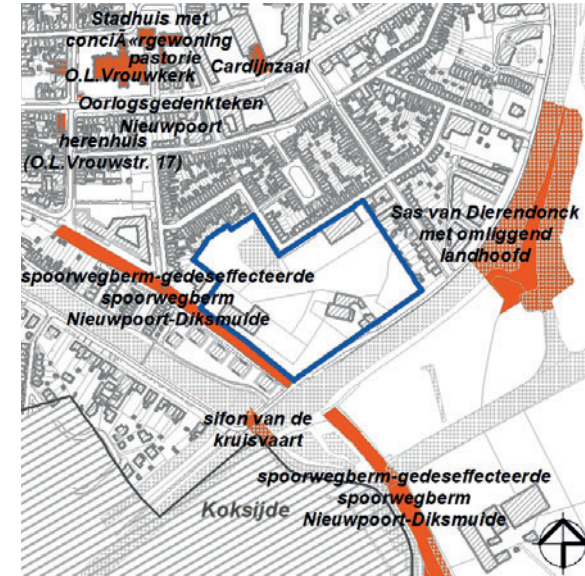 Stadhuis met
conciÃ«rgewoning
pastorie
O.L.Vrouwkerk
Cardijnzaal
Oorlogsgedenkteken
Nieuwpoort
herenhuis
(O.L.Vrouwstr. 17)
Sas van Dierendonck
met omliggend
landhoofd
spoorwegberm-gedeseffecteerde
spoorwegberm
Nieuwpoort-Diksmuide
sifon van de
kruisvaart
spoorwegberm-gedeseffecteerde
spoorwegberm
Nieuwpoort-Diksmuide
Koksijde